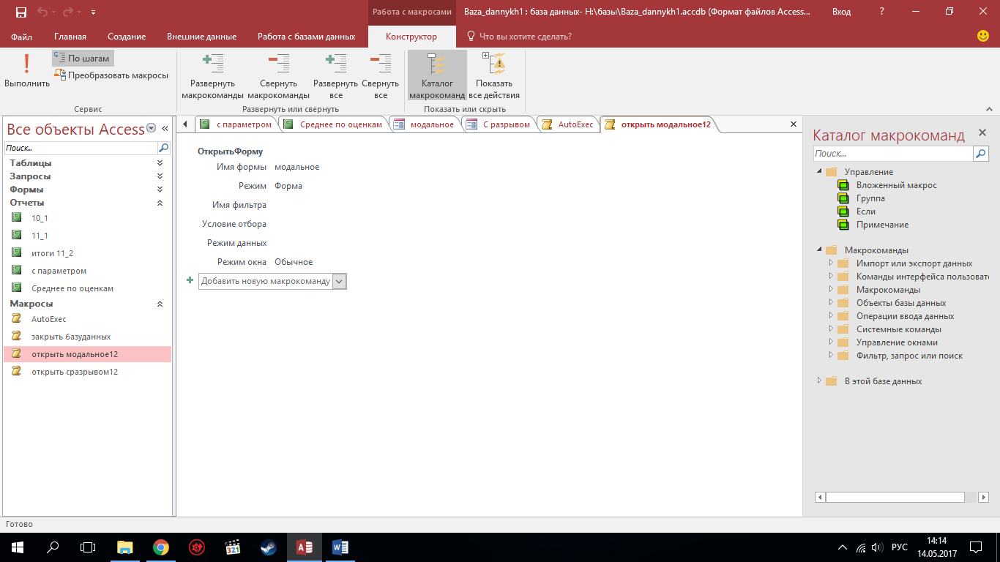 Работа с макросами
Baza_dannykh1 : база данных- H:\базы\Baza_dannykh1.accdb (Формат файлов Access...
Вход
?
Файл
Главная
Создание
Внешние данные
Работа с базами данных
Конструктор
Что вы хотите сделать?
Выполнить
По шагам
Преобразовать макросы
Сервис
Развернуть макрокоманды
Свернуть макрокоманды
Развернуть все
Свернуть все
Развернуть или свернуть
Каталог макрокоманд
Показать все действия
Показать или скрыть
Все объекты Access
Поиск...
Таблицы
Запросы
Формы
Отчеты
10_1
11_1
итоги 11_2
с параметром
Среднее по оценкам
Макросы
AutoExec
закрыть базуданных
открыть модальное12
открыть сразрывом12
с параметром
Среднее по оценкам
модальное
С разрывом
AutoExec
открыть модальное12
ОткрытьФорму
Имя формы модальное
Режим Форма
Имя фильтра
Условие отбора
Режим данных
Режим окна Обычное
Добавить новую макрокоманду
Каталог макрокоманд
Поиск...
Управление
Вложенный макрос
Группа
Если
Примечание
Макрокоманды
Импорт или экспорт данных
Команды интерфейса пользоват
Макрокоманды
Объекты базы данных
Операции ввода данных
Системные команды
Управление окнами
Фильтр, запрос или поиск
В этой базе данных
Готово
321
РУС
14:14
14.05.2017